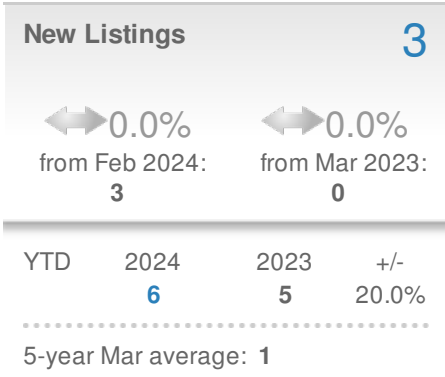 New Listings 3
0.0% 0.0%
from Feb 2024: from Mar 2023:
3 0
YTD 2024 2023 +/-
6 5 20.0%
5-year Mar average: 1